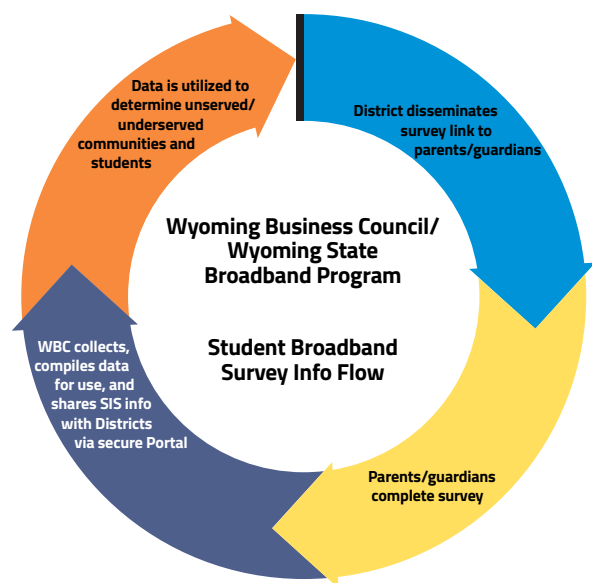 Data is utilized to
determine unserved/
underserved
communities and
students
District disseminates
survey link to
parents/guardians
Wyoming Business Council/
Wyoming State
Broadband Program
Student Broadband
Survey Info Flow
WBC collects,
compiles data
for use, and
shares SIS info
with Districts
via secure Portal
Parents/guardians
complete survey